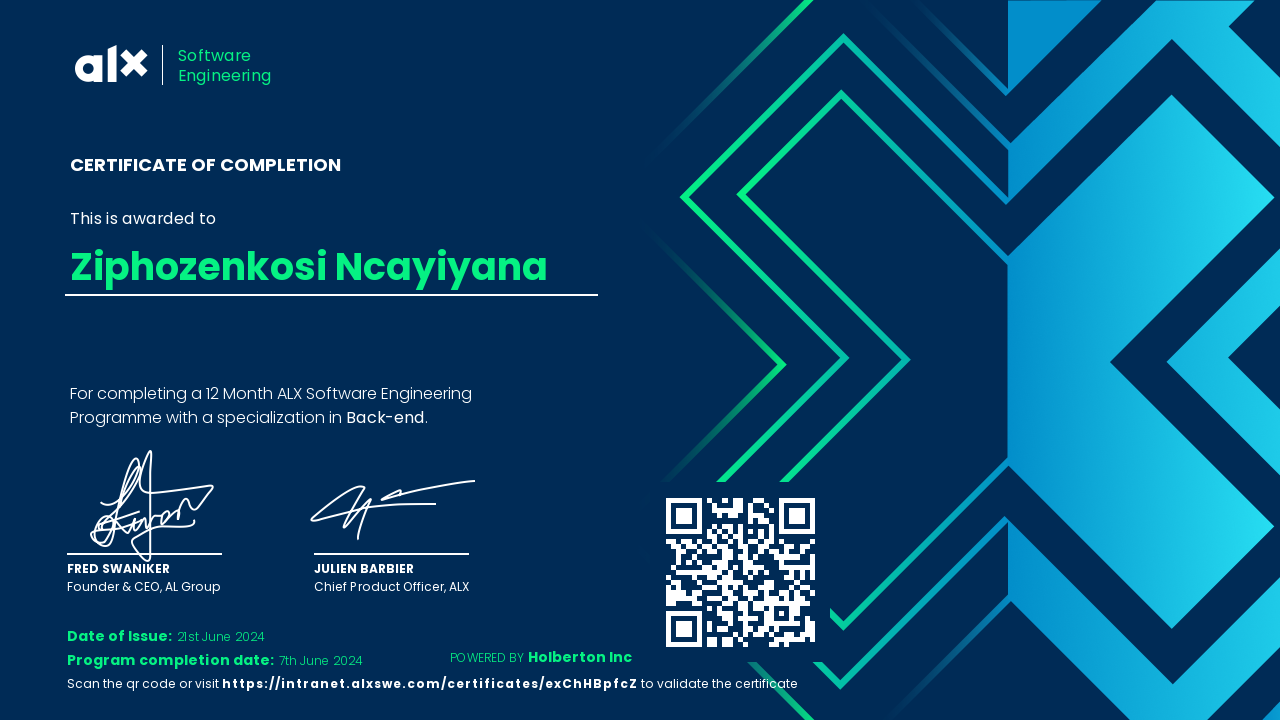 alx
Software
Engineering
CERTIFICATE OF COMPLETION
This is awarded to
Ziphozenkosi Ncayiyana
For completing a 12 Month ALX Software Engineering
Programme with a specialization in Back-end.
FRED SWANIKER
Founder & CEO, AL Group
JULIEN BARBIER
Chief Product Officer, ALX
Date of Issue: 21st June 2024
Program completion date: 7th June 2024
POWERED BY Holberton Inc
Scan the qr code or visit https://intranet.alxswe.com/certificates/exChHBpfcZ to validate the certificate